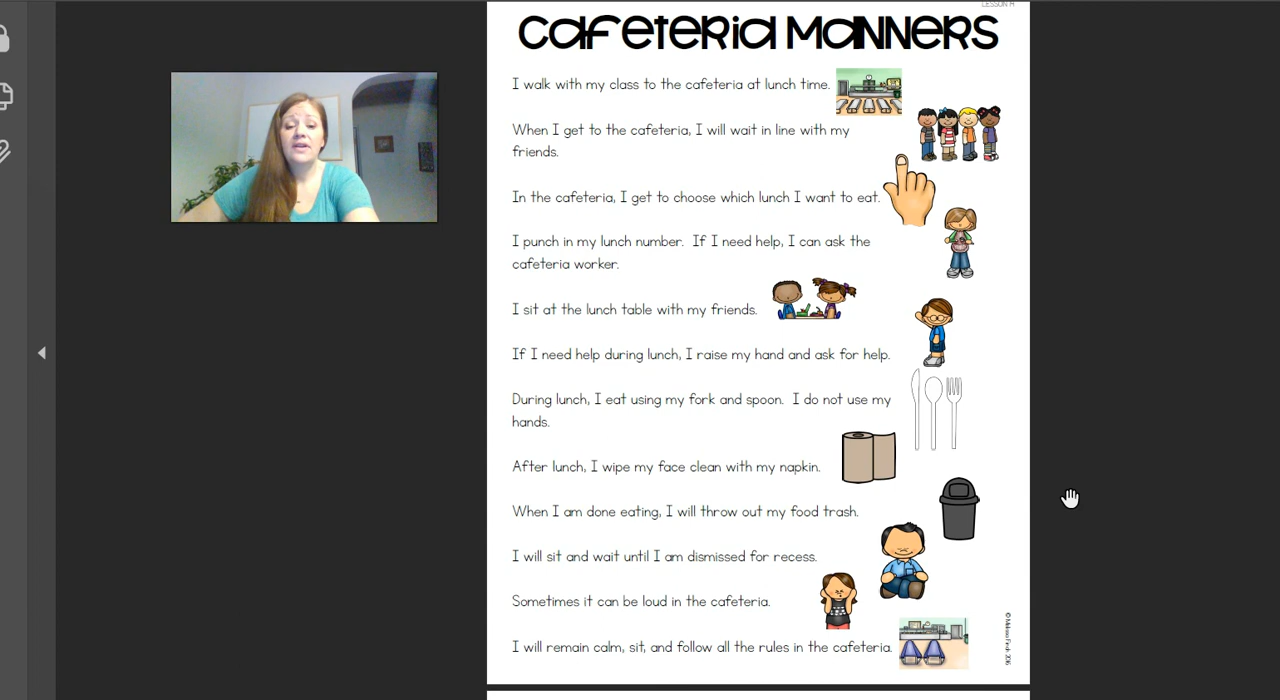 LESSON 14
Cafeteria Manners
I walk with my class to the cafeteria at lunch time.
When I get to the cafeteria, I will wait in line with my
friends.
In the cafeteria, I get to choose which lunch I want to eat.
I punch in my lunch number. If I need help, I can ask the
cafeteria worker.
I sit at the lunch table with my friends.
If I need help during lunch, I raise my hand and ask for help.
During lunch, I eat using my fork and spoon. I do not use my
hands.
After lunch, I wipe my face clean with my napkin.
When I am done eating, I will throw out my food trash.
I will sit and wait until I am dismissed for recess.
Sometimes it can be loud in the cafeteria.
I will remain calm, sit, and follow all the rules in the cafeteria.
© Melissa Finch 2016